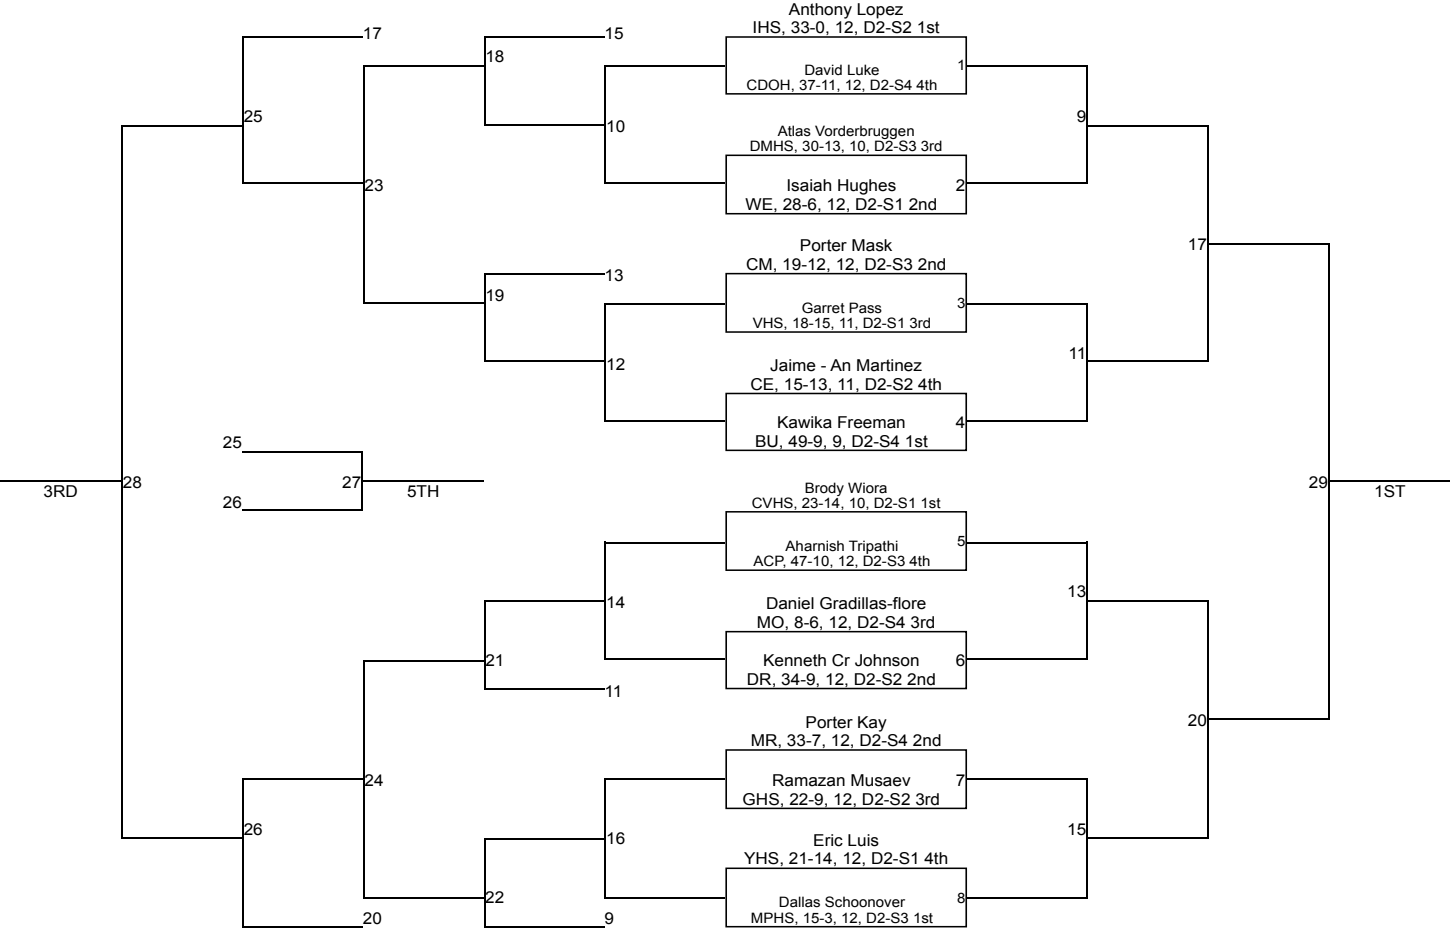 Anthony Lopez
IHS, 33-0, 12, D2-S2 1st
17
15
18
David Luke
1
CDOH, 37-11, 12, D2-S4 4th
25
9
10
Atlas Vorderbruggen
DMHS, 30-13, 10, D2-S3 3rd
23
Isaiah Hughes
2
WE, 28-6, 12, D2-S1 2nd
Porter Mask
17
CM, 19-12, 12, D2-S3 2nd
13
19
Garret Pass
3
VHS, 18-15, 11, D2-S1 3rd
11
12
Jaime - An Martinez
CE, 15-13, 11, D2-S2 4th
Kawika Freeman
4
25
BU, 49-9, 9, D2-S4 1st
3RD
28
27
5TH
29
1ST
26
Brody Wiora
CVHS, 23-14, 10, D2-S1 1st
Aharnish Tripathi
5
ACP, 47-10, 12, D2-S3 4th
13
14
Daniel Gradillas-flore
MO, 8-6, 12, D2-S4 3rd
21
Kenneth Cr Johnson
6
DR, 34-9, 12, D2-S2 2nd
11
Porter Kay
20
MR, 33-7, 12, D2-S4 2nd
24
Ramazan Musaev
7
GHS, 22-9, 12, D2-S2 3rd
26
15
16
Eric Luis
YHS, 21-14, 12, D2-S1 4th
22
Dallas Schoonover
8
20
9
MPHS, 15-3, 12, D2-S3 1st